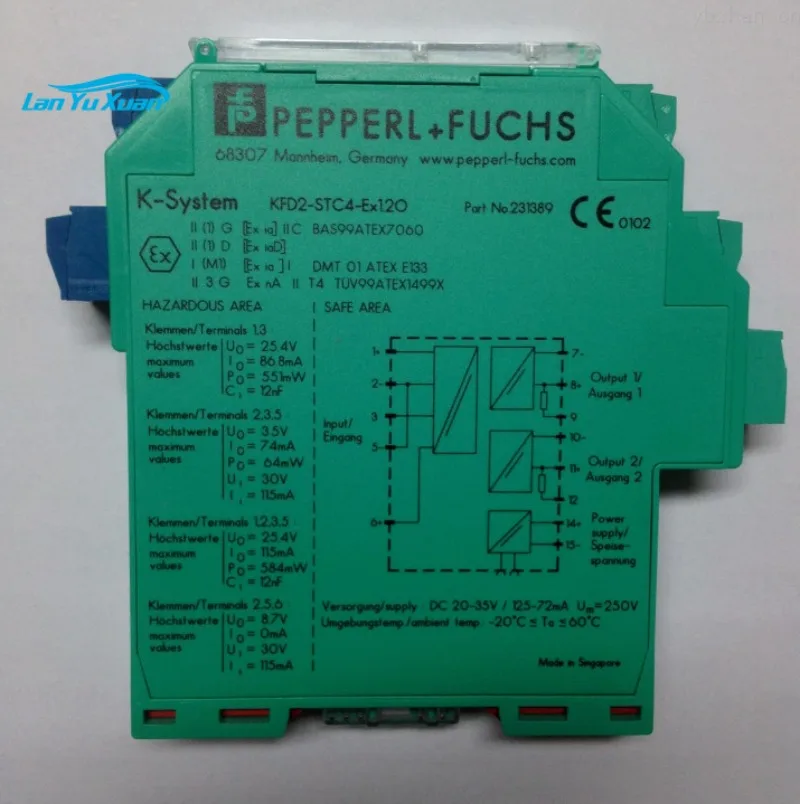 LanYuXuan
PEPPERL+FUCHS
68307 Mannheim, Germany www.pepperl-fuchs.com
K-System KFD2-STC4-Ex1.2O Part No.231389 CE 0102
II (1) G [Ex ia] IIC BAS99ATEX7060
II (1) D [Ex iaD]
I (M1) [Ex ia ] I DMT 01 ATEX E133
II 3 G Ex nA II T4 TÜV99ATEX1499X
Ex
HAZARDOUS AREA
SAFE AREA
Klemmen/Terminals 1,3
Höchstwerte U₀ = 25.4V
maximum I₀ = 86.8mA
values P₀ = 551mW
Cᵢ = 12nF
Klemmen/Terminals 2,3,5
Höchstwerte U₀ = 3.5V
maximum I₀ = 74mA
values P₀ = 64mW
Uᵢ = 30V
Iᵢ = 115mA
Klemmen/Terminals 1,2,3,5
Höchstwerte U₀ = 25.4V
maximum I₀ = 115mA
values P₀ = 584mW
Cᵢ = 12nF
Klemmen/Terminals 2,5,6
Höchstwerte U₀ = 8.7V
maximum I₀ = 0mA
values Uᵢ = 30V
Iᵢ = 115mA
1+
2-
3
5
6+
Input/
Eingang
7-
8+
9
Output 1/
Ausgang 1
10-
11+
12
Output 2/
Ausgang 2
14+
15-
Power
supply/
Speise-
spannung
Versorgung/supply DC 20-35V / 125-72mA Uₘ=250V
Umgebungstemp./ambient temp. -20°C ≤ Ta ≤ 60°C
Made in Singapore